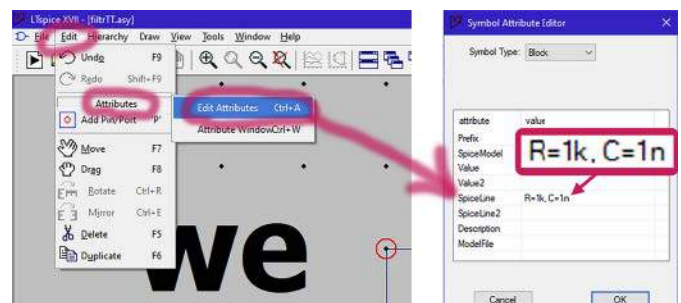 LTspice XVII - [filtrTT.asy]
File Edit Hierarchy Draw View Tools Window Help
Undo F9
Redo Shift+F9
Attributes
Add Pin/Port 'P'
Move F7
Drag F8
Rotate Ctrl+R
Mirror Ctrl+E
Delete F5
Duplicate F6
Edit Attributes Ctrl+A
Attribute Window Ctrl+W
we
Symbol Attribute Editor
Symbol Type: Block
attribute value
Prefix
SpiceModel
Value
Value2
SpiceLine R=1k, C=1n
SpiceLine2
Description
ModelFile
R=1k, C=1n
Cancel OK